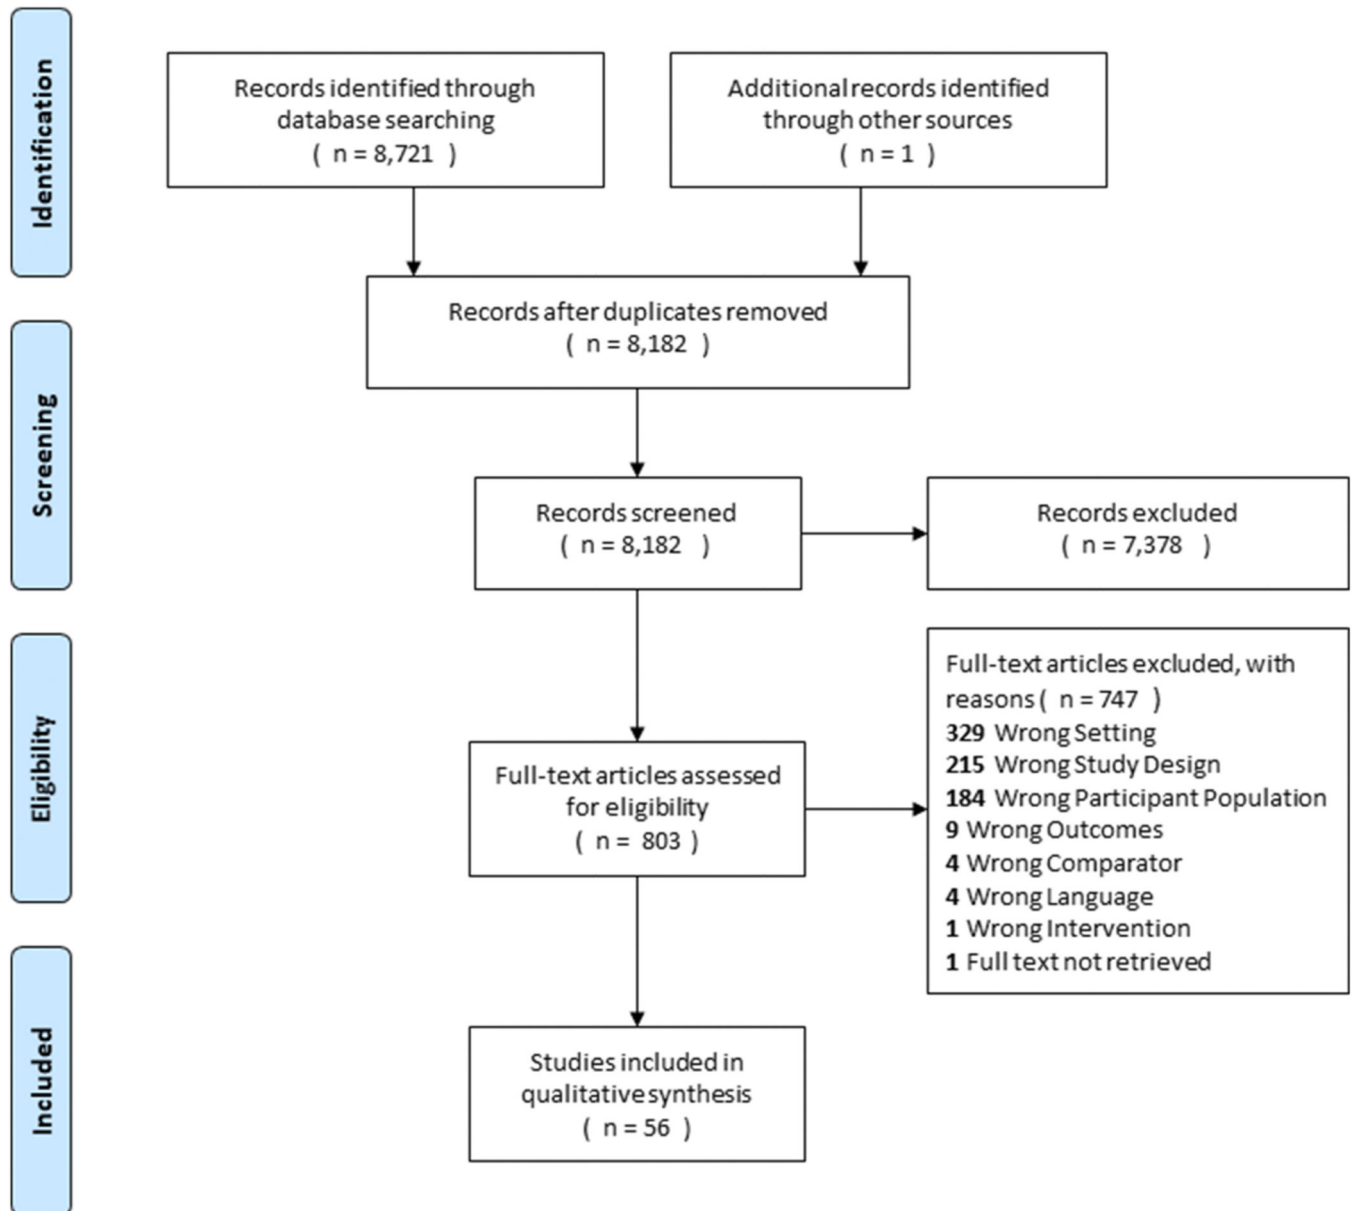 Identification
Records identified through
database searching
( n = 8,721 )
Additional records identified
through other sources
( n = 1 )
Records after duplicates removed
( n = 8,182 )
Screening
Records screened
( n = 8,182 )
Records excluded
( n = 7,378 )
Eligibility
Full-text articles assessed
for eligibility
( n = 803 )
Full-text articles excluded, with
reasons ( n = 747 )
329 Wrong Setting
215 Wrong Study Design
184 Wrong Participant Population
9 Wrong Outcomes
4 Wrong Comparator
4 Wrong Language
1 Wrong Intervention
1 Full text not retrieved
Included
Studies included in
qualitative synthesis
( n = 56 )